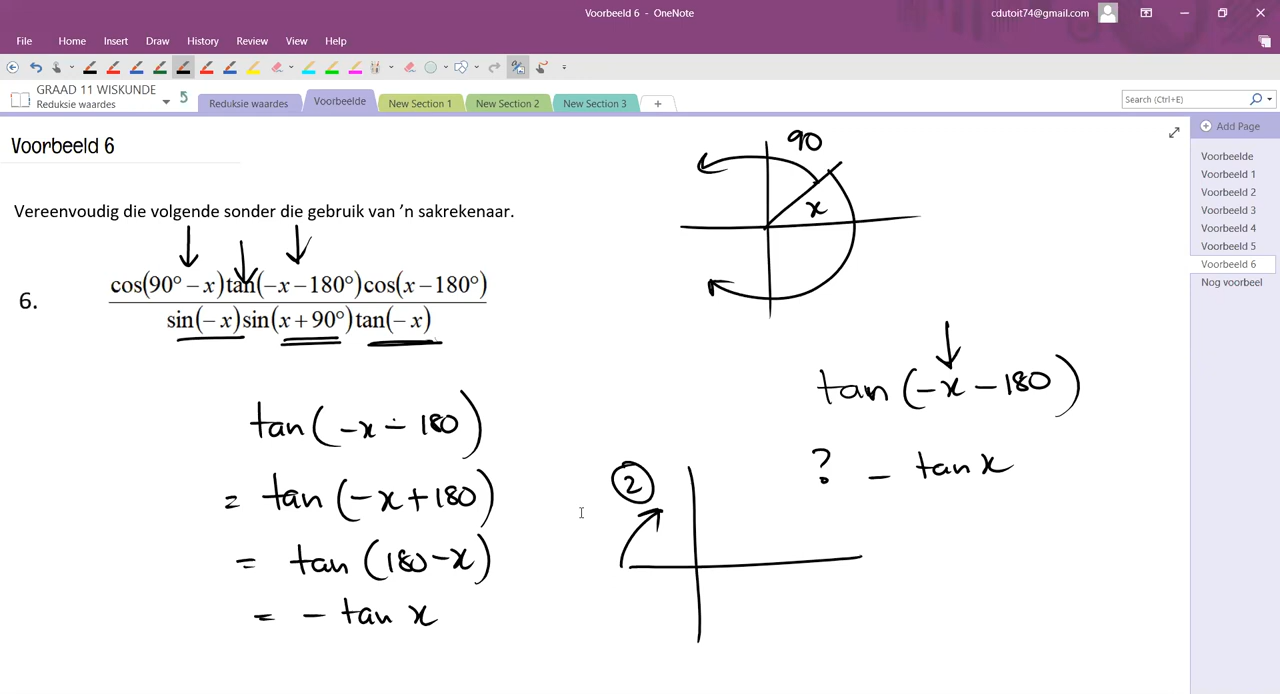 Voorbeeld 6 - OneNote
cdutoit74@gmail.com
File Home Insert Draw History Review View Help
GRAAD 11 WISKUNDE
Reduksie waardes
Reduksie waardes Voorbeelde New Section 1 New Section 2 New Section 3 +
Search (Ctrl+E)
Add Page
Voorbeelde
Voorbeeld 1
Voorbeeld 2
Voorbeeld 3
Voorbeeld 4
Voorbeeld 5
Voorbeeld 6
Nog voorbeel
Voorbeeld 6
Vereenvoudig die volgende sonder die gebruik van 'n sakrekenaar.
6.
cos(90° − x)tan(−x −180°)cos(x −180°)
sin(− x)sin(x + 90°)tan(− x)
90
x
tan(-x - 180)
= tan(-x + 180)
= tan(180 - x)
= - tan x
2
tan(-x - 180)
? - tan x